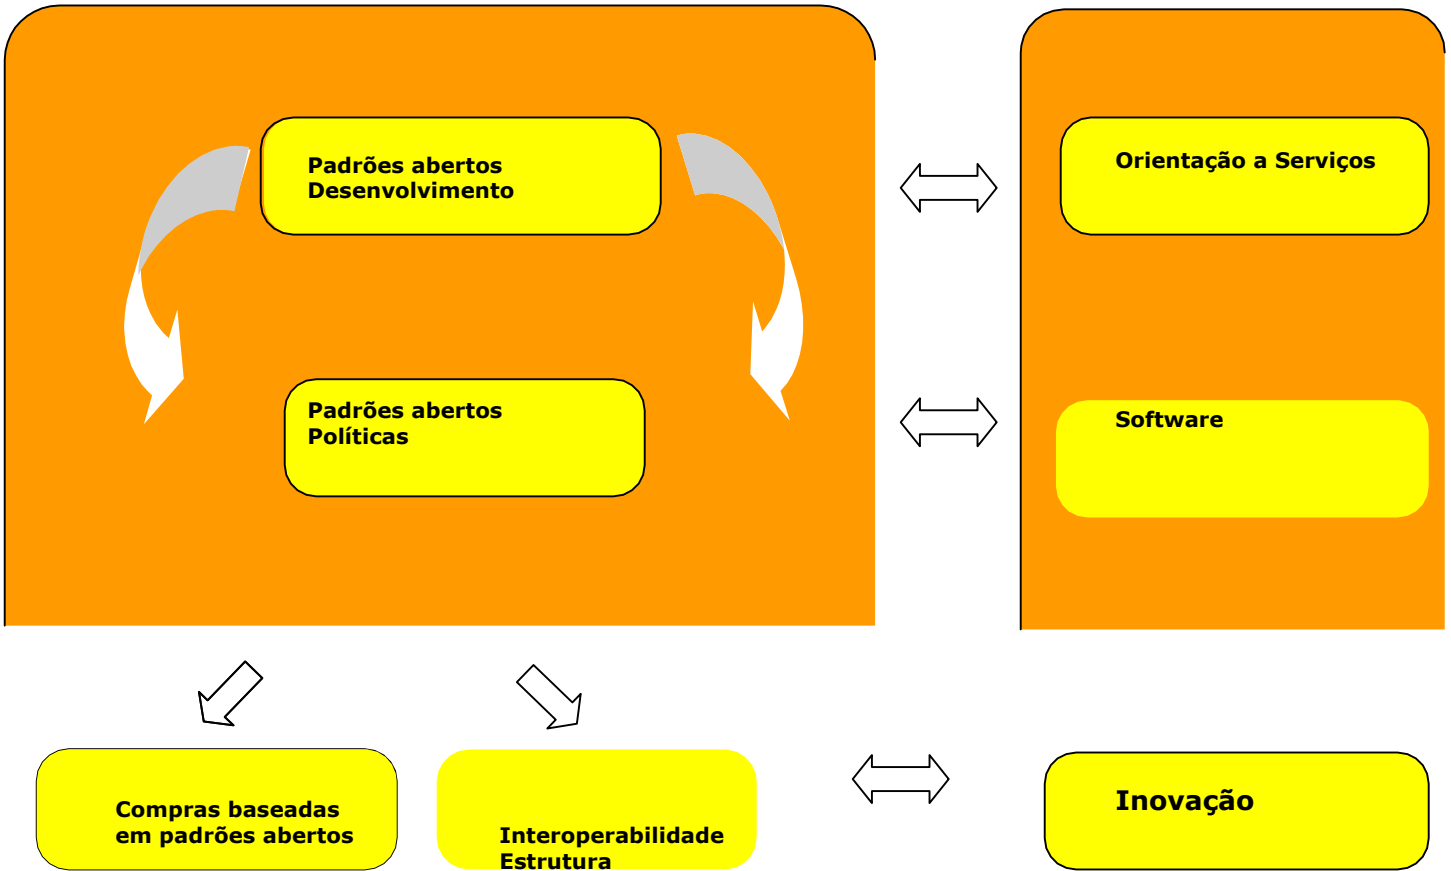 Padrões abertos
Desenvolvimento
Orientação a Serviços
Padrões abertos
Políticas
Software
Compras baseadas
em padrões abertos
Interoperabilidade
Estrutura
Inovação